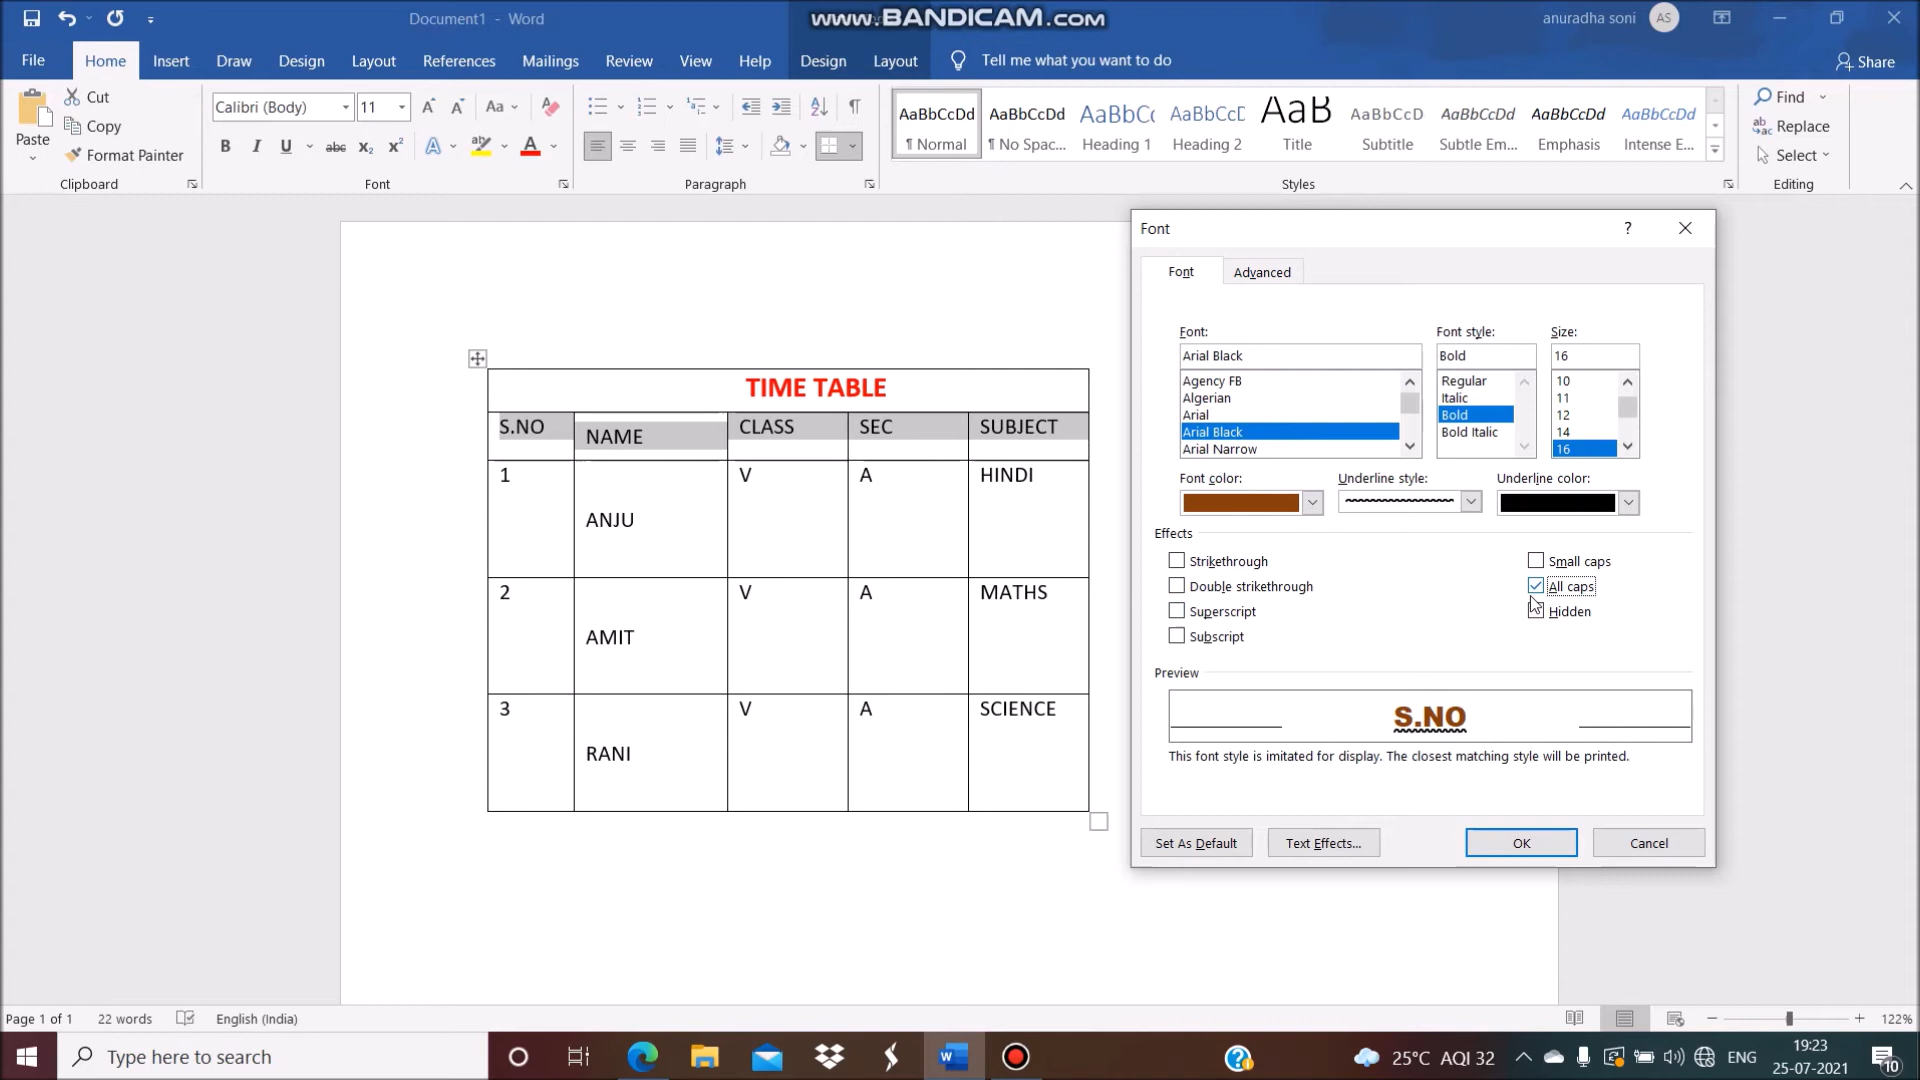 Document1 - Word
www.BANDICAM.com
anuradha soni
AS
File
Home
Insert
Draw
Design
Layout
References
Mailings
Review
View
Help
Design
Layout
Tell me what you want to do
Share
Paste
Cut
Copy
Format Painter
Clipboard
Calibri (Body)
11
Font
Paragraph
AaBbCcDd
¶ Normal
AaBbCcDd
¶ No Spac...
AaBbCc
Heading 1
AaBbCcC
Heading 2
AaB
Title
AaBbCcD
Subtitle
AaBbCcDd
Subtle Em...
AaBbCcDd
Emphasis
AaBbCcDd
Intense E...
Styles
Find
Replace
Select
Editing
TIME TABLE
S.NO NAME CLASS SEC SUBJECT
1 ANJU V A HINDI
2 AMIT V A MATHS
3 RANI V A SCIENCE
Font
?
Font
Advanced
Font:
Arial Black
Agency FB
Algerian
Arial
Arial Black
Arial Narrow
Font style:
Bold
Regular
Italic
Bold
Bold Italic
Size:
16
10
11
12
14
16
Font color:
Underline style:
Underline color:
Effects
Strikethrough
Double strikethrough
Superscript
Subscript
Small caps
All caps
Hidden
Preview
S.NO
This font style is imitated for display. The closest matching style will be printed.
Set As Default
Text Effects...
OK
Cancel
Page 1 of 1
22 words
English (India)
122%
Type here to search
25°C AQI 32
ENG
19:23
25-07-2021
10